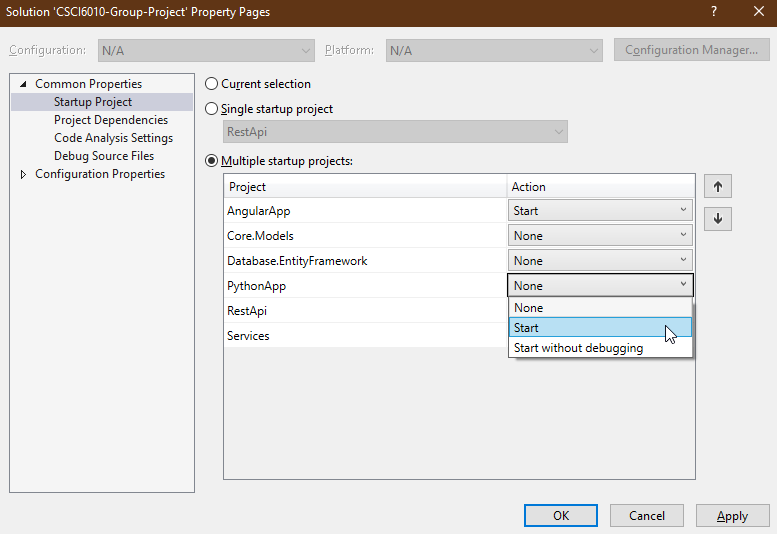 Solution 'CSCI6010-Group-Project' Property Pages
?
Configuration: N/A Platform: N/A Configuration Manager...
Common Properties
Startup Project
Project Dependencies
Code Analysis Settings
Debug Source Files
Configuration Properties
Current selection
Single startup project
RestApi
Multiple startup projects:
Project Action
AngularApp Start
Core.Models None
Database.EntityFramework None
PythonApp None
RestApi
Services
None
Start
Start without debugging
OK Cancel Apply